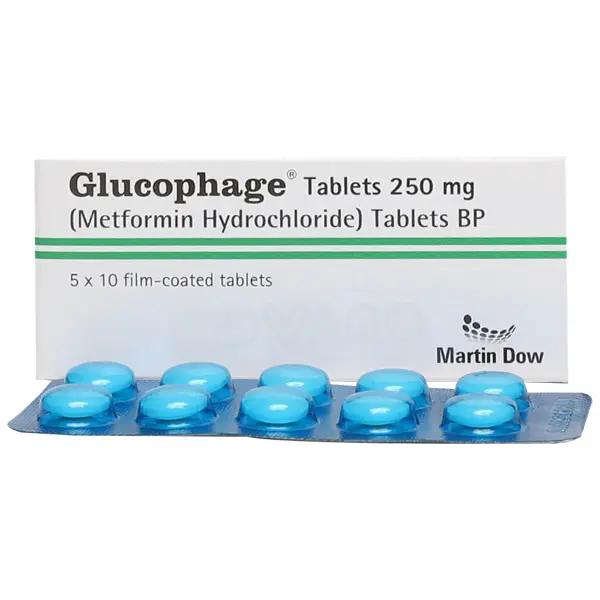 Glucophage® Tablets 250 mg
(Metformin Hydrochloride) Tablets BP
5 x 10 film-coated tablets
Martin Dow